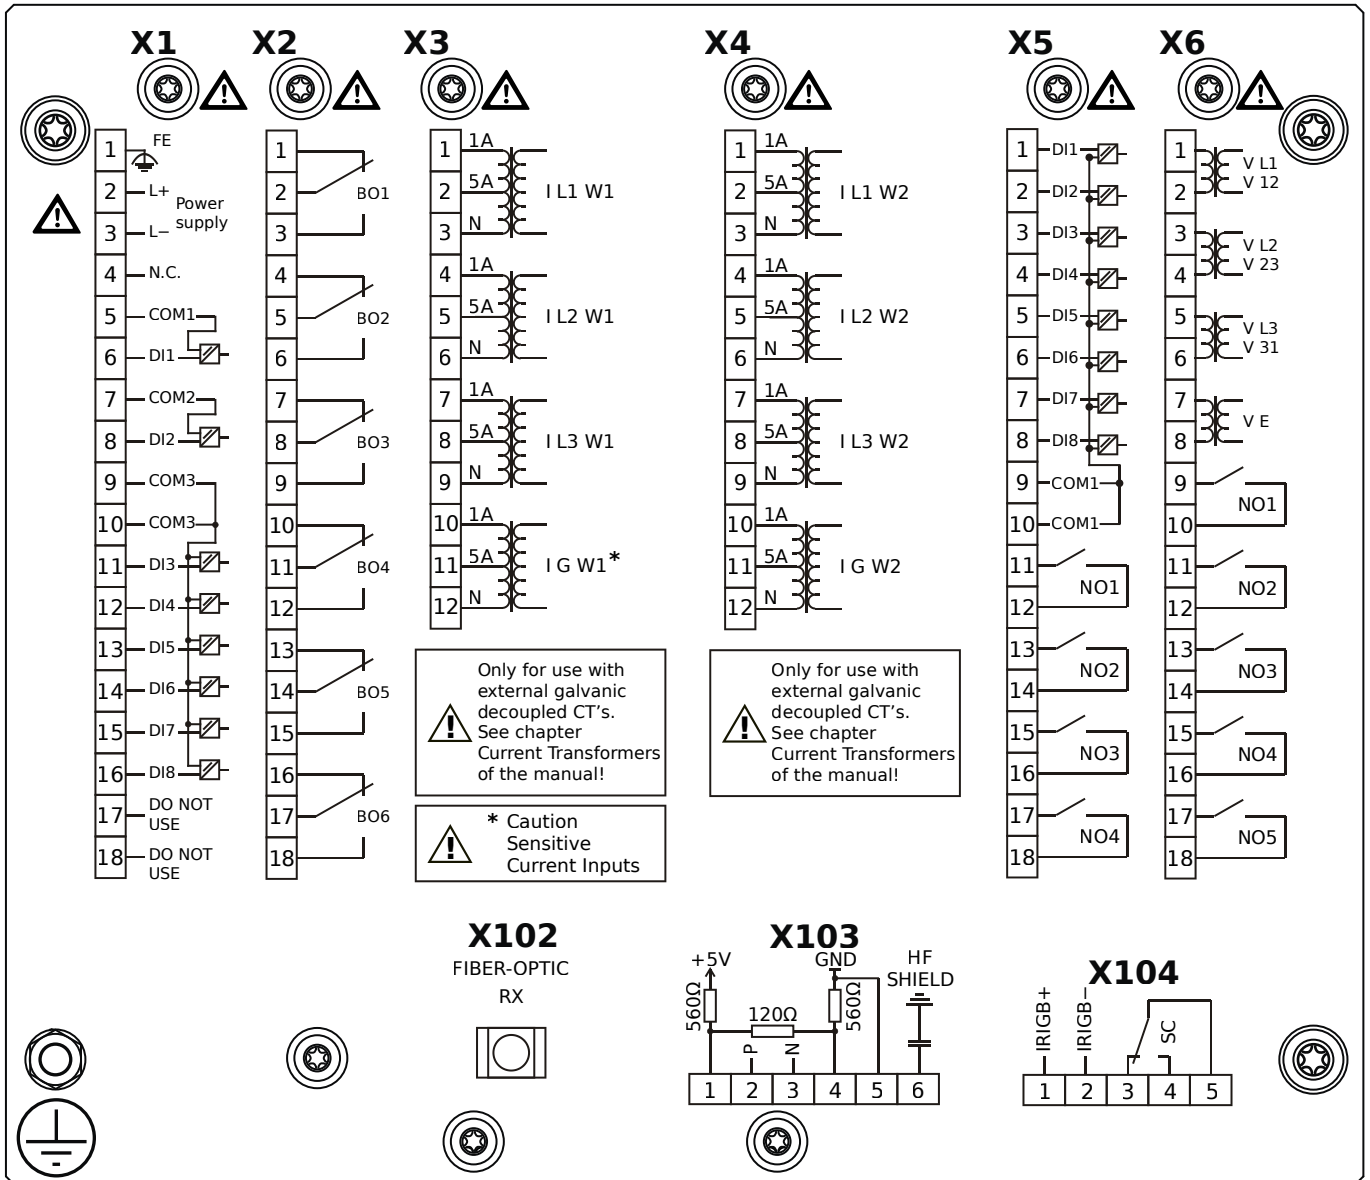 X1
1
FE
2
L+
Power
supply
3
L−
4
N.C.
5
COM1
6
DI1
7
COM2
8
DI2
9
COM3
10
COM3
11
DI3
12
DI4
13
DI5
14
DI6
15
DI7
16
DI8
17
DO NOT
USE
18
DO NOT
USE
X2
1
2
BO1
3
4
5
BO2
6
7
8
BO3
9
10
11
BO4
12
13
14
BO5
15
16
17
BO6
18
X3
1
1A
2
5A
I L1 W1
3
N
4
1A
5
5A
I L2 W1
6
N
7
1A
8
5A
I L3 W1
9
N
10
1A
11
5A
I G W1*
12
N
Only for use with
external galvanic
decoupled CT's.
See chapter
Current Transformers
of the manual!
* Caution
Sensitive
Current Inputs
X4
1
1A
2
5A
I L1 W2
3
N
4
1A
5
5A
I L2 W2
6
N
7
1A
8
5A
I L3 W2
9
N
10
1A
11
5A
I G W2
12
N
Only for use with
external galvanic
decoupled CT's.
See chapter
Current Transformers
of the manual!
X5
1
DI1
2
DI2
3
DI3
4
DI4
5
DI5
6
DI6
7
DI7
8
DI8
9
COM1
10
COM1
11
NO1
12
13
NO2
14
15
NO3
16
17
NO4
18
X6
1
V L1
V 12
2
3
V L2
V 23
4
5
V L3
V 31
6
7
V E
8
9
NO1
10
11
NO2
12
13
NO3
14
15
NO4
16
17
NO5
18
X102
FIBER-OPTIC
RX
X103
+5V
GND
HF
SHIELD
560Ω
120Ω
560Ω
P
N
1 2 3 4 5 6
X104
IRIGB+
IRIGB−
SC
1 2 3 4 5